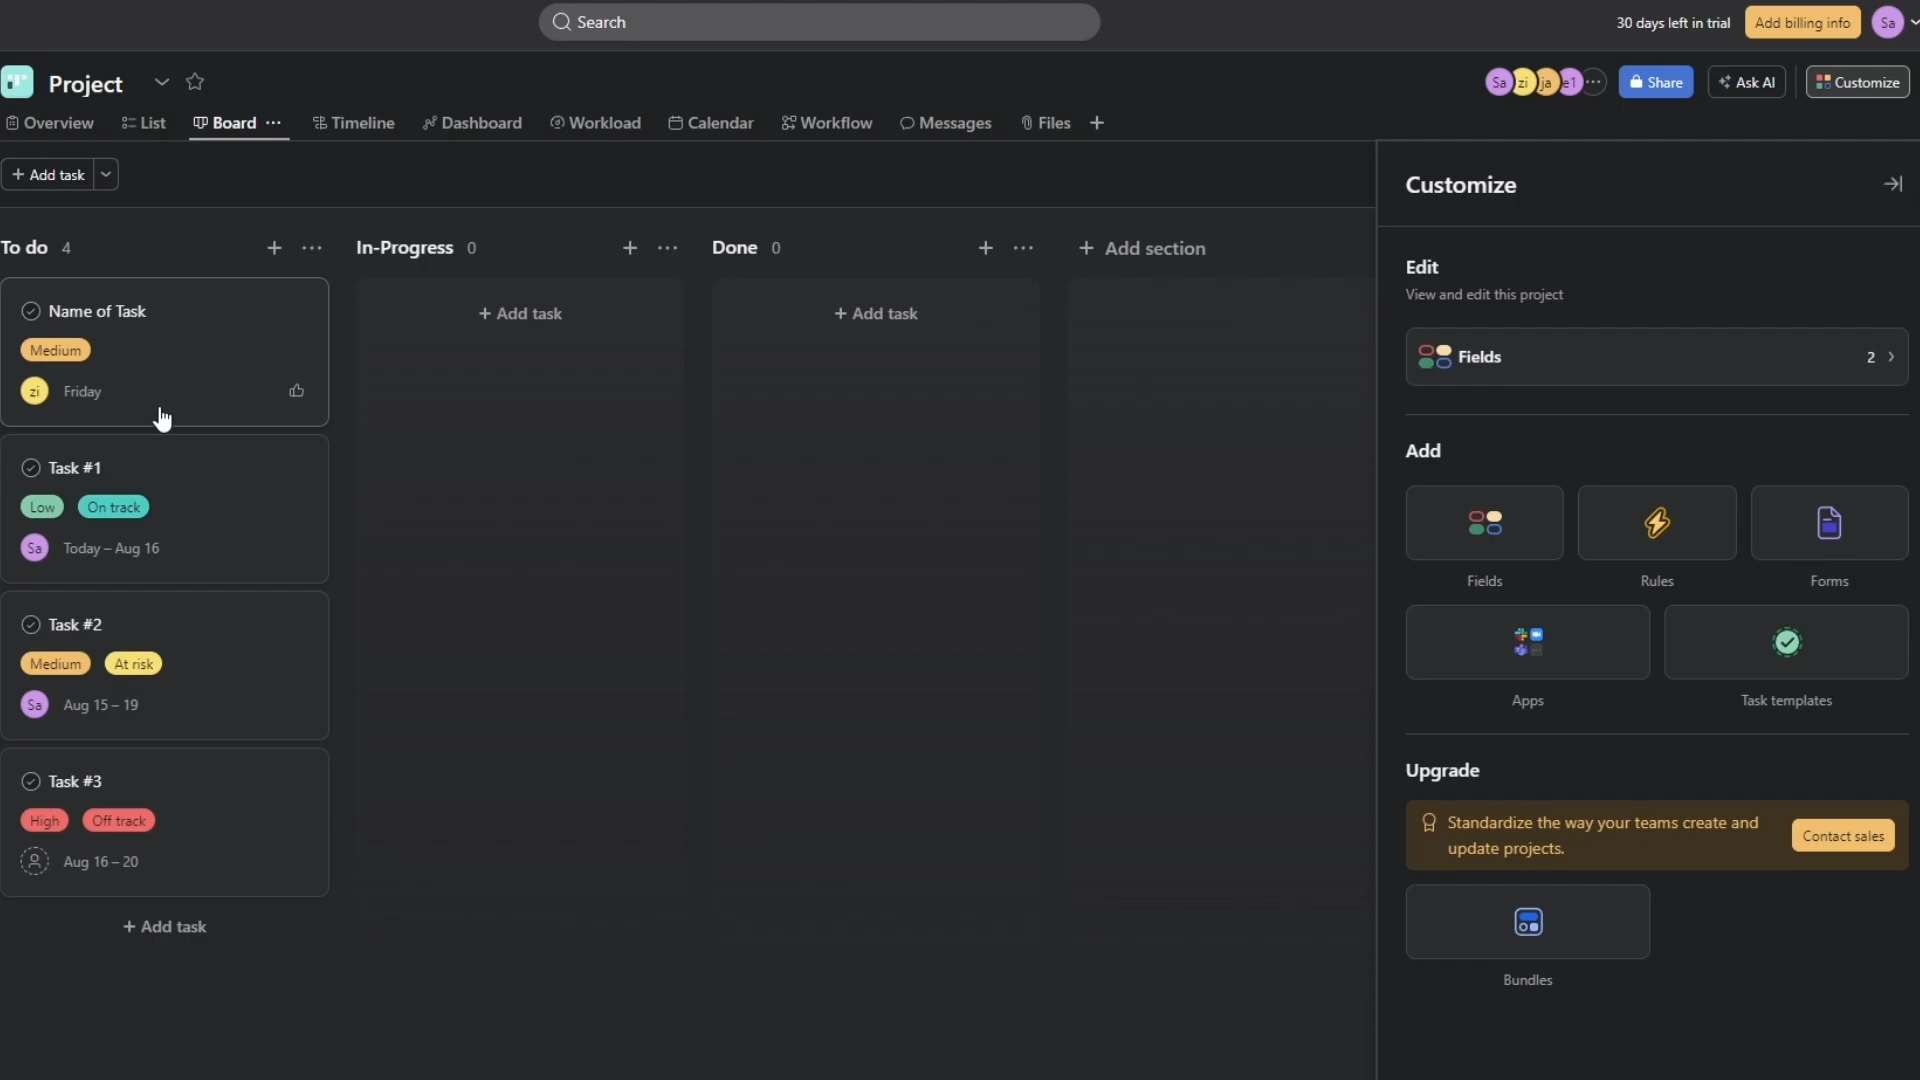 Search
30 days left in trial
Add billing info
Sa
Project
Sa zi ja e1 ...
Share
Ask AI
Customize
Overview
List
Board
Timeline
Dashboard
Workload
Calendar
Workflow
Messages
Files
+
+ Add task
To do 4
In-Progress 0
Done 0
+ Add section
Name of Task
Medium
zi Friday
Task #1
Low On track
Sa Today – Aug 16
Task #2
Medium At risk
Sa Aug 15 – 19
Task #3
High Off track
Aug 16 – 20
+ Add task
+ Add task
+ Add task
Customize
Edit
View and edit this project
Fields 2
Add
Fields
Rules
Forms
Apps
Task templates
Upgrade
Standardize the way your teams create and
update projects.
Contact sales
Bundles